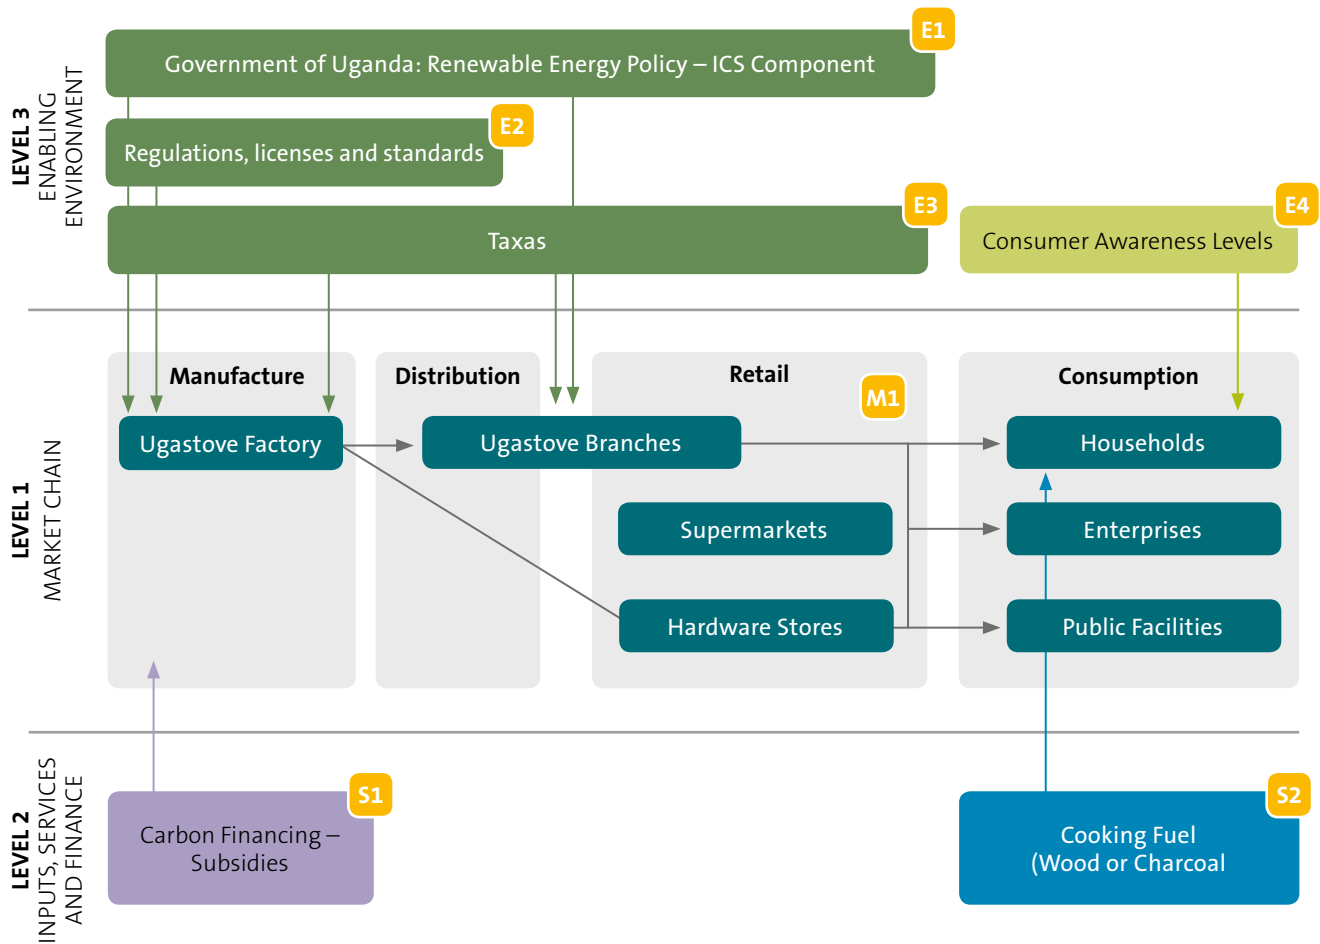 E1
Government of Uganda: Renewable Energy Policy – ICS Component
E2
Regulations, licenses and standards
E3
Taxas
E4
Consumer Awareness Levels
LEVEL 3
ENABLING
ENVIRONMENT
Manufacture
Distribution
Retail
Consumption
M1
Ugastove Factory
Ugastove Branches
Households
Supermarkets
Enterprises
Hardware Stores
Public Facilities
LEVEL 1
MARKET CHAIN
S1
Carbon Financing –
Subsidies
S2
Cooking Fuel
(Wood or Charcoal
LEVEL 2
INPUTS, SERVICES
AND FINANCE